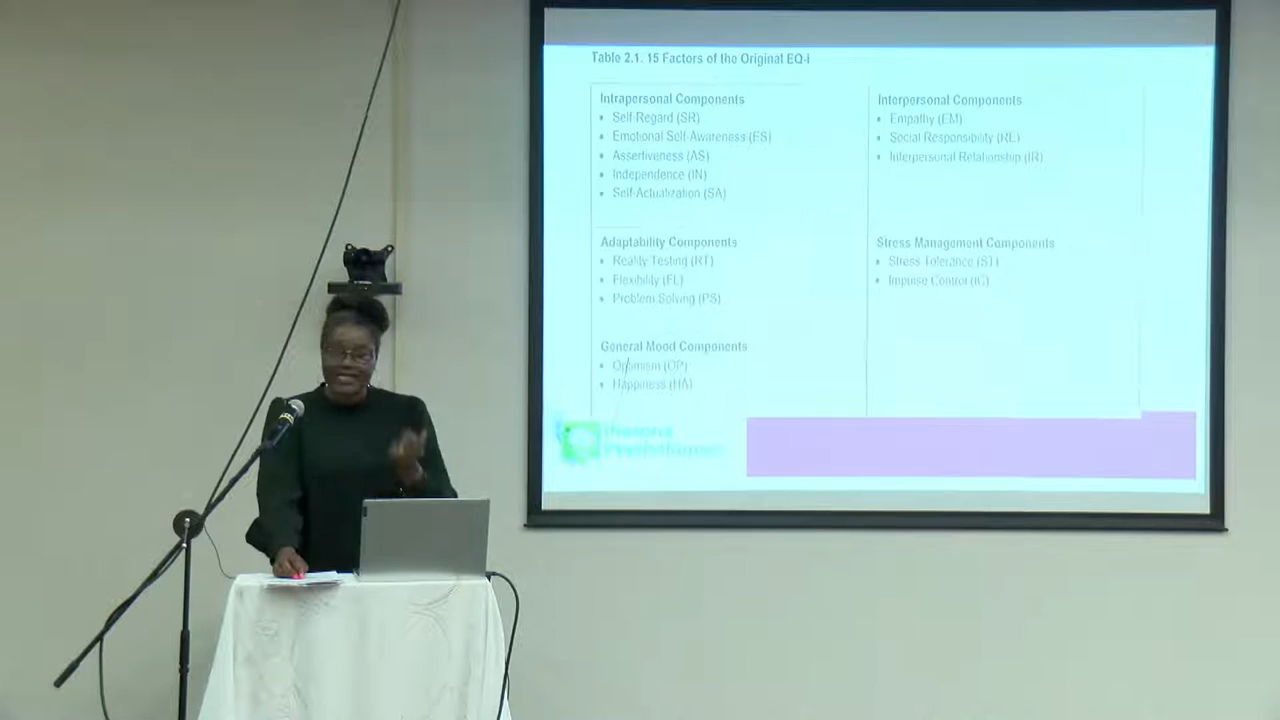 Table 2.1. 15 Factors of the Original EQ-i
Intrapersonal Components
• Self-Regard (SR)
• Emotional Self-Awareness (ES)
• Assertiveness (AS)
• Independence (IN)
• Self-Actualization (SA)
Interpersonal Components
• Empathy (EM)
• Social Responsibility (RE)
• Interpersonal Relationship (IR)
Adaptability Components
• Reality Testing (RT)
• Flexibility (FL)
• Problem Solving (PS)
Stress Management Components
• Stress Tolerance (ST)
• Impulse Control (IC)
General Mood Components
• Optimism (OP)
• Happiness (HA)